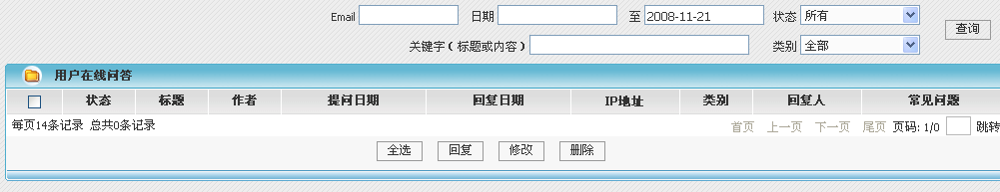 Email 日期 至 2008-11-21 状态 所有
查询
关键字(标题或内容) 类别 全部
用户在线问答
状态 标题 作者 提问日期 回复日期 IP地址 类别 回复人 常见问题
每页14条记录 总共0条记录 首页 上一页 下一页 尾页 页码: 1/0 跳转
全选 回复 修改 删除